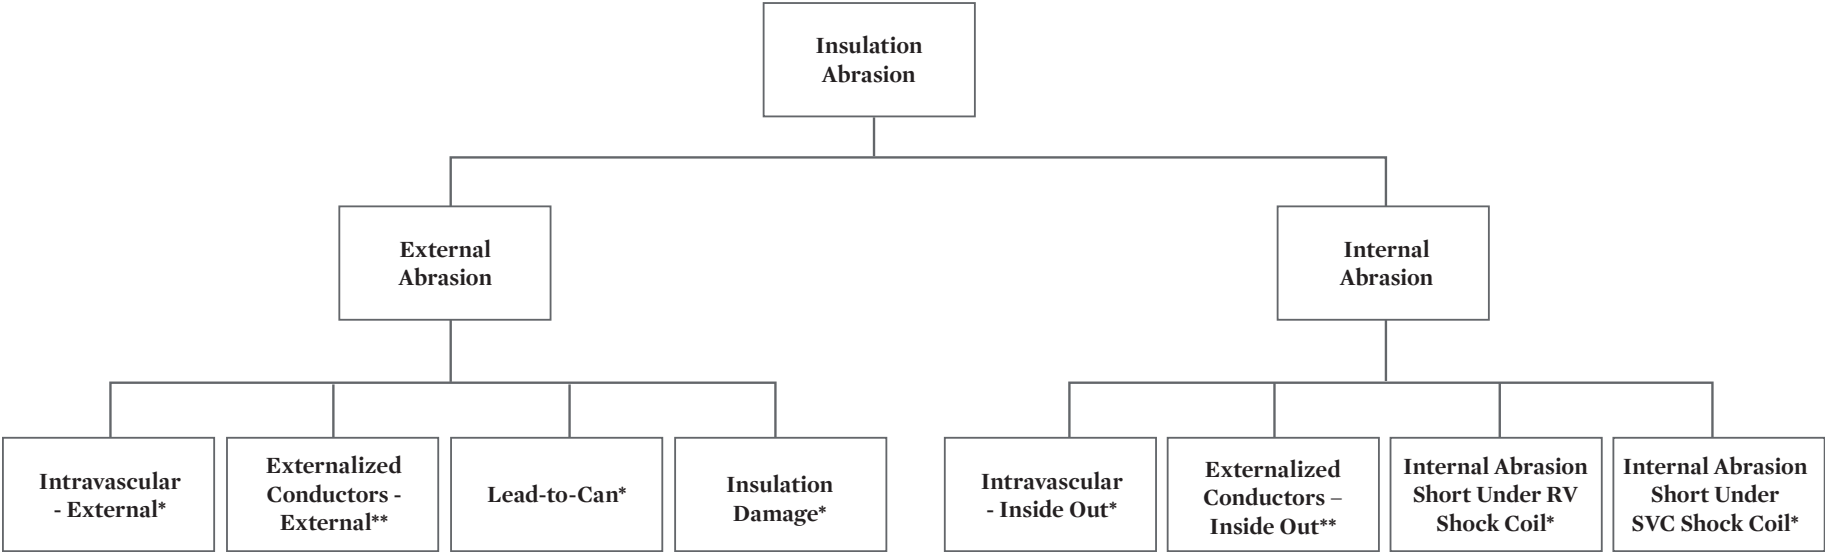 Insulation
Abrasion
External
Abrasion
Internal
Abrasion
Intravascular
- External*
Externalized
Conductors -
External**
Lead-to-Can*
Insulation
Damage*
Intravascular
- Inside Out*
Externalized
Conductors –
Inside Out**
Internal Abrasion
Short Under RV
Shock Coil*
Internal Abrasion
Short Under
SVC Shock Coil*